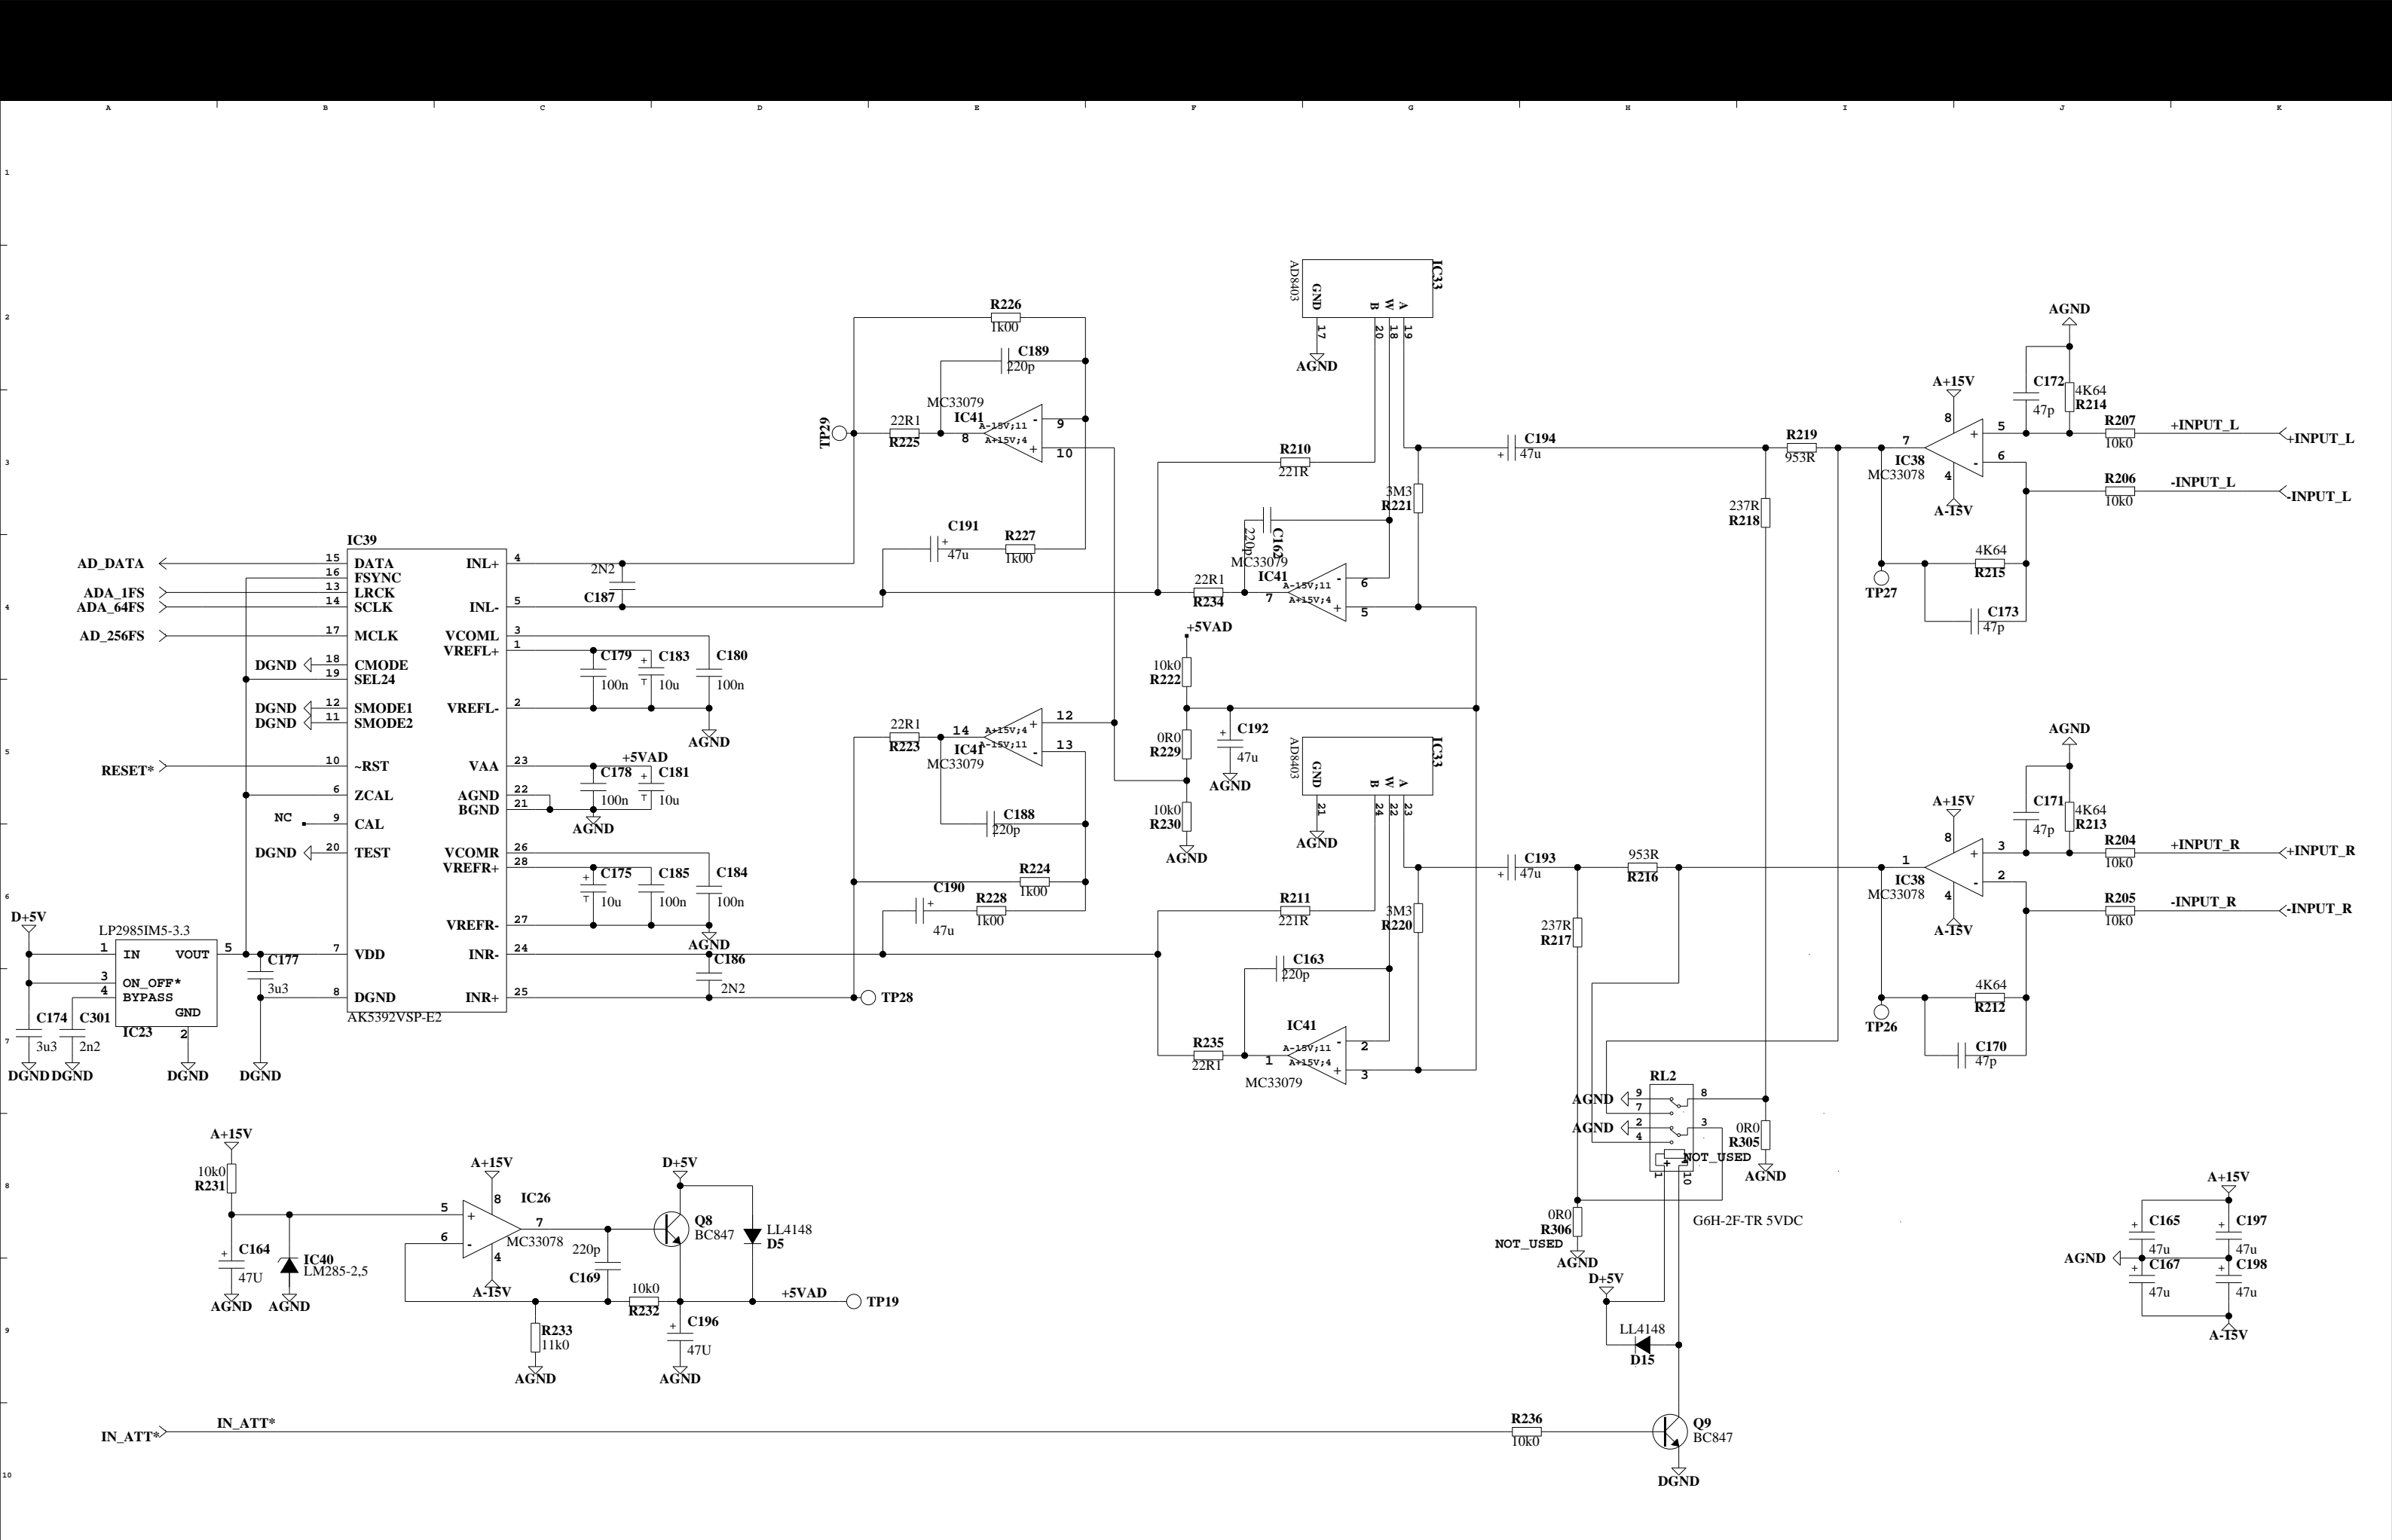 A B C D E F G H I J K
1
2
3
4
5
6
7
8
9
10
IC33
AD8403
GND
B W A
17 20 18 19
AGND
R226
1k00
C189
220p
MC33079
IC41
A-15V;11
A+15V;4
8
9
10
TP29
22R1
R225
C191
47u
R227
1k00
R210
221R
C162
220p
MC33079
IC41
A-15V;11
A+15V;4
6
5
7
22R1
R234
3M3
R221
C194
47u
R219
953R
237R
R218
AGND
C172
47p
4K64
R214
A+15V
8
7
5
6
4
IC38
MC33078
A-15V
R207
10k0
+INPUT_L
+INPUT_L
R206
10k0
-INPUT_L
-INPUT_L
4K64
R215
TP27
C173
47p
IC39
AD_DATA
ADA_1FS
ADA_64FS
AD_256FS
DGND
DGND
DGND
RESET*
NC
DGND
15 DATA
16 FSYNC
13 LRCK
14 SCLK
17 MCLK
18 CMODE
19 SEL24
12 SMODE1
11 SMODE2
10 ~RST
6 ZCAL
9 CAL
20 TEST
7 VDD
8 DGND
INL+ 4
INL- 5
VCOML 3
VREFL+ 1
VREFL- 2
VAA 23
AGND 22
BGND 21
VCOMR 26
VREFR+ 28
VREFR- 27
INR- 24
INR+ 25
AK5392VSP-E2
2N2
C187
C179
100n
C183
10u
C180
100n
AGND
+5VAD
C178
100n
C181
10u
AGND
C175
10u
C185
100n
C184
100n
AGND
C186
2N2
TP28
22R1
R223
14
12
13
A+15V;4
A-15V;11
IC41
MC33079
C188
220p
R224
1k00
C190
47u
R228
1k00
+5VAD
10k0
R222
0R0
R229
C192
47u
AGND
10k0
R230
AGND
IC33
AD8403
GND
B W A
21 24 22 23
AGND
R211
221R
3M3
R220
C163
220p
IC41
A-15V;11
A+15V;4
1
2
3
MC33079
R235
22R1
C193
47u
953R
R216
237R
R217
AGND
C171
47p
4K64
R213
A+15V
8
1
3
2
4
IC38
MC33078
A-15V
R204
10k0
+INPUT_R
+INPUT_R
R205
10k0
-INPUT_R
-INPUT_R
4K64
R212
TP26
C170
47p
D+5V
LP2985IM5-3.3
1 IN VOUT 5
3 ON_OFF*
4 BYPASS
GND
2
IC23
C174
3u3
C301
2n2
C177
3u3
DGND
DGND
DGND
DGND
RL2
AGND
AGND
9
7
2
4
8
3
1
10
+
-
NOT_USED
0R0
R305
AGND
G6H-2F-TR 5VDC
0R0
R306
NOT_USED
AGND
D+5V
LL4148
D15
A+15V
10k0
R231
C164
47U
AGND
IC40
LM285-2,5
AGND
A+15V
8
5
6
7
4
IC26
MC33078
A-15V
220p
C169
D+5V
Q8
BC847
LL4148
D5
10k0
R232
+5VAD
TP19
R233
11k0
AGND
C196
47U
AGND
A+15V
C165
47u
C197
47u
AGND
C167
47u
C198
47u
A-15V
IN_ATT*
IN_ATT*
R236
10k0
Q9
BC847
DGND